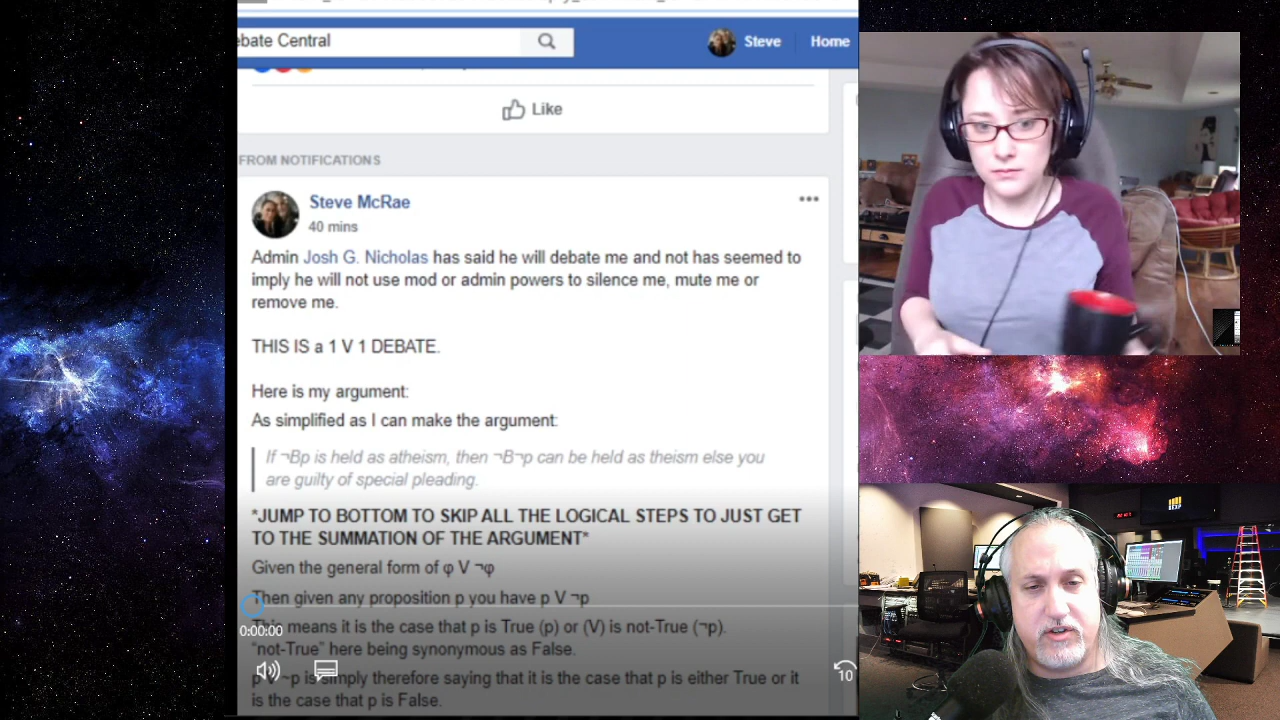 ebate Central
Steve
Home
Like
FROM NOTIFICATIONS
Steve McRae
40 mins
Admin Josh G. Nicholas has said he will debate me and not has seemed to
imply he will not use mod or admin powers to silence me, mute me or
remove me.
THIS IS a 1 V 1 DEBATE.
Here is my argument:
As simplified as I can make the argument:
If ¬Bp is held as atheism, then ¬B¬p can be held as theism else you
are guilty of special pleading.
*JUMP TO BOTTOM TO SKIP ALL THE LOGICAL STEPS TO JUST GET
TO THE SUMMATION OF THE ARGUMENT*
Given the general form of φ V ¬φ
Then given any proposition p you have p V ¬p
This means it is the case that p is True (p) or (V) is not-True (¬p).
0:00:00
"not-True" here being synonymous as False.
p V ¬p is simply therefore saying that it is the case that p is either True or it
is the case that p is False.
10